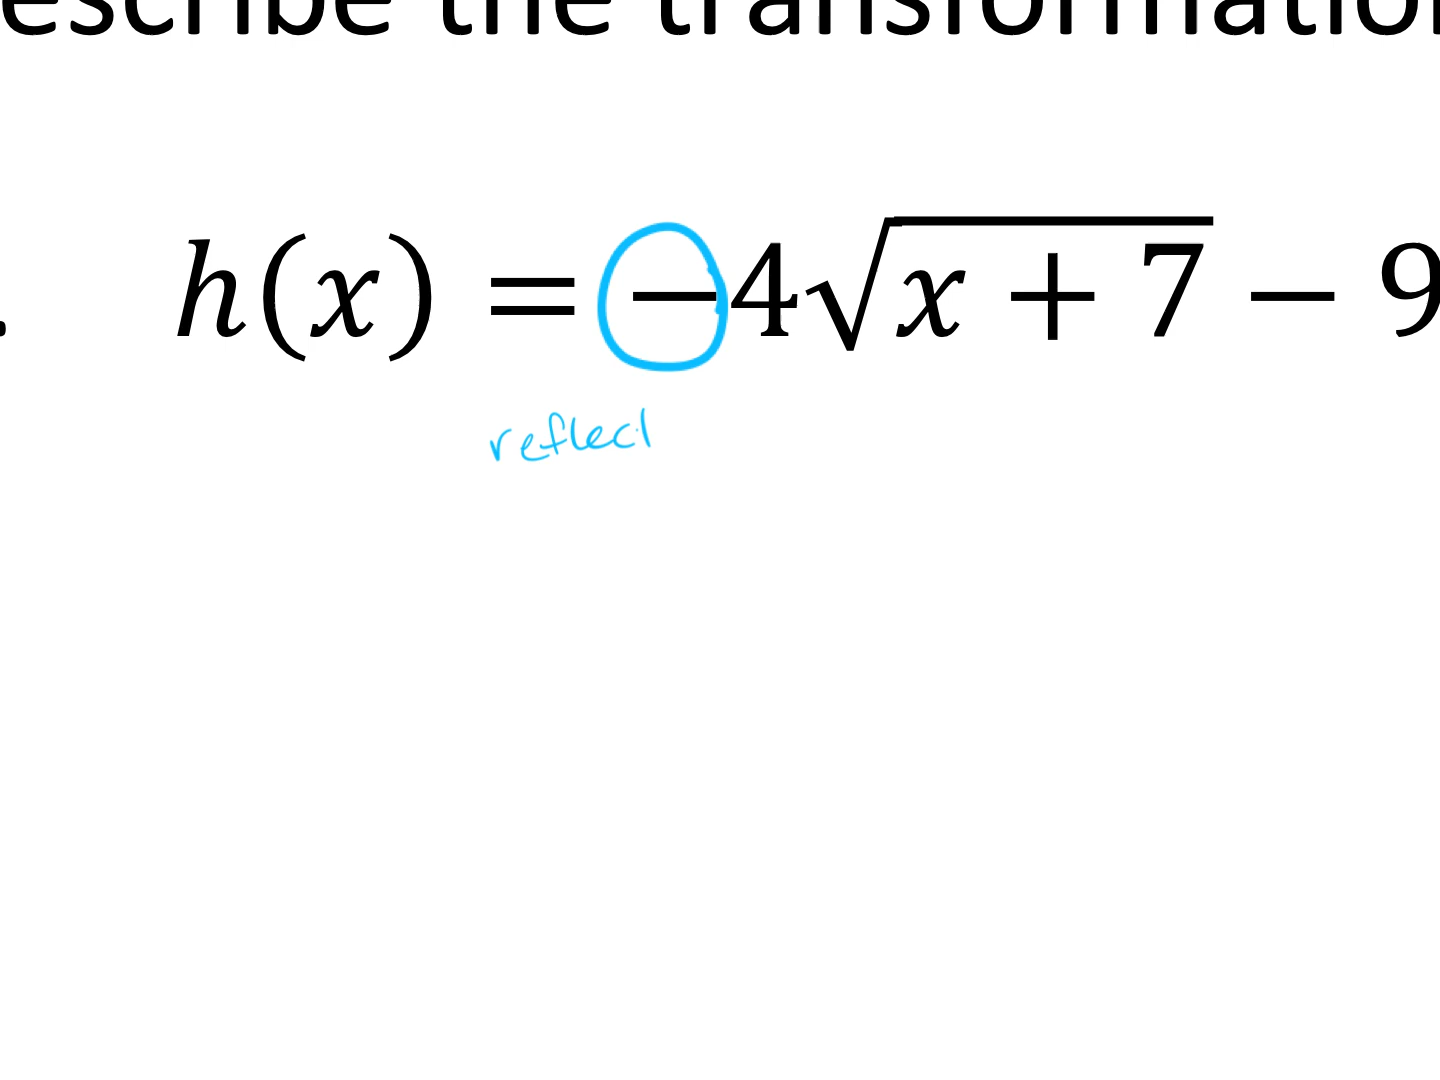 escribe the transformation
. h(x) = −4√x + 7 − 9
reflect